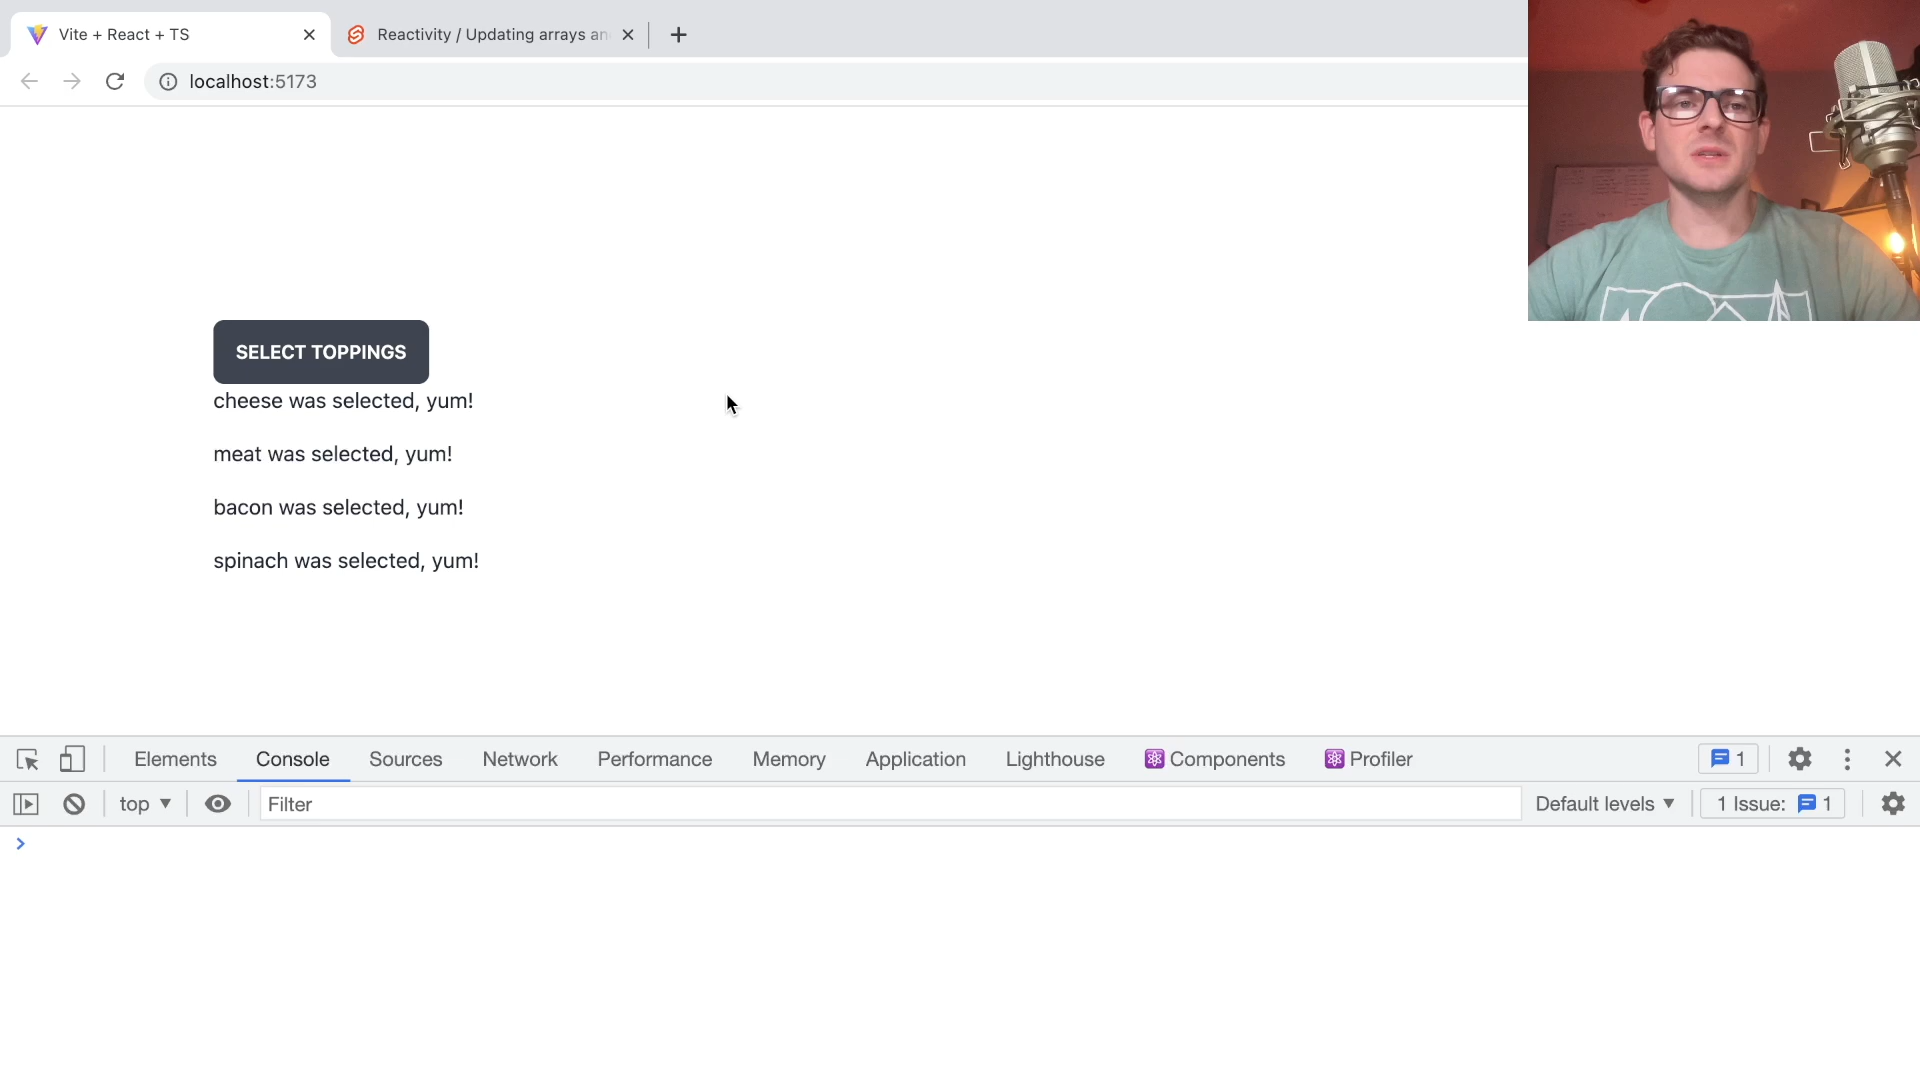 Vite + React + TS
Reactivity / Updating arrays an
localhost:5173
SELECT TOPPINGS
cheese was selected, yum!
meat was selected, yum!
bacon was selected, yum!
spinach was selected, yum!
Elements Console Sources Network Performance Memory Application Lighthouse Components Profiler 1
top Filter Default levels 1 Issue: 1